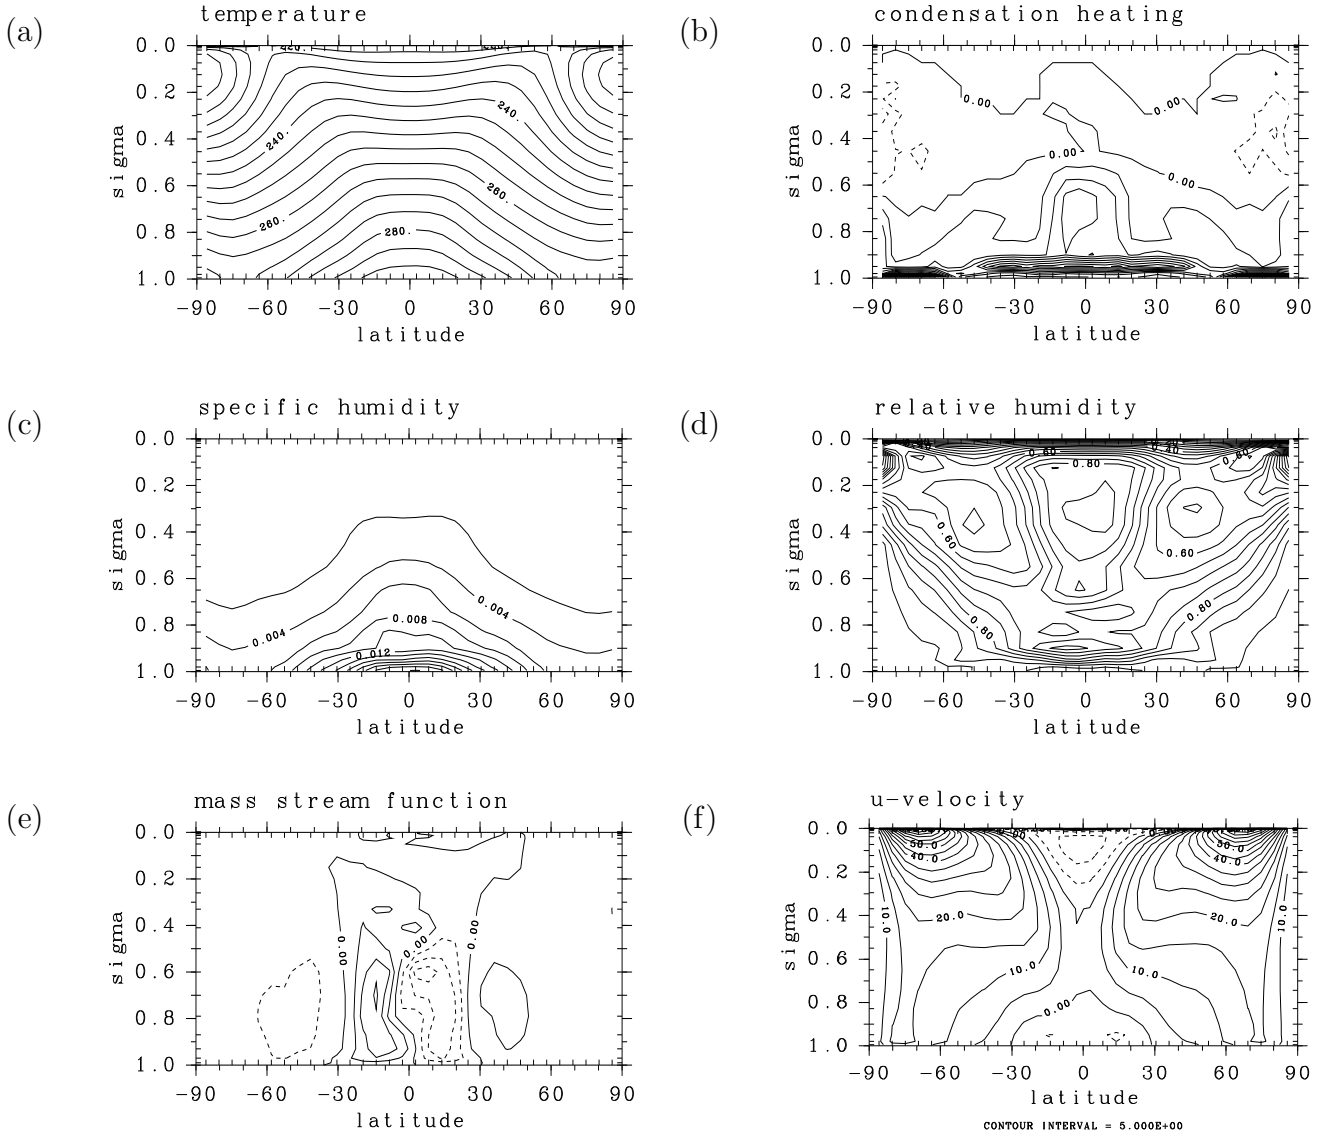 (a)
temperature
0.0
0.2
0.4
0.6
0.8
1.0
sigma
240.
240.
260.
260.
280.
−90 −60 −30 0 30 60 90
latitude
(b)
condensation heating
0.0
0.2
0.4
0.6
0.8
1.0
sigma
0.00
0.00
0.00
0.00
−90 −60 −30 0 30 60 90
latitude
(c)
specific humidity
0.0
0.2
0.4
0.6
0.8
1.0
sigma
0.004
0.004
0.008
0.012
−90 −60 −30 0 30 60 90
latitude
(d)
relative humidity
0.0
0.2
0.4
0.6
0.8
1.0
sigma
0.60
0.40
0.80
0.60
0.60
0.60
0.80
0.80
−90 −60 −30 0 30 60 90
latitude
(e)
mass stream function
0.0
0.2
0.4
0.6
0.8
1.0
sigma
0.00
0.00
0.00
−90 −60 −30 0 30 60 90
latitude
(f)
u−velocity
0.0
0.2
0.4
0.6
0.8
1.0
sigma
50.0
50.0
40.0
40.0
20.0
20.0
10.0
10.0
10.0
10.0
0.00
−90 −60 −30 0 30 60 90
latitude
CONTOUR INTERVAL = 5.000E+00